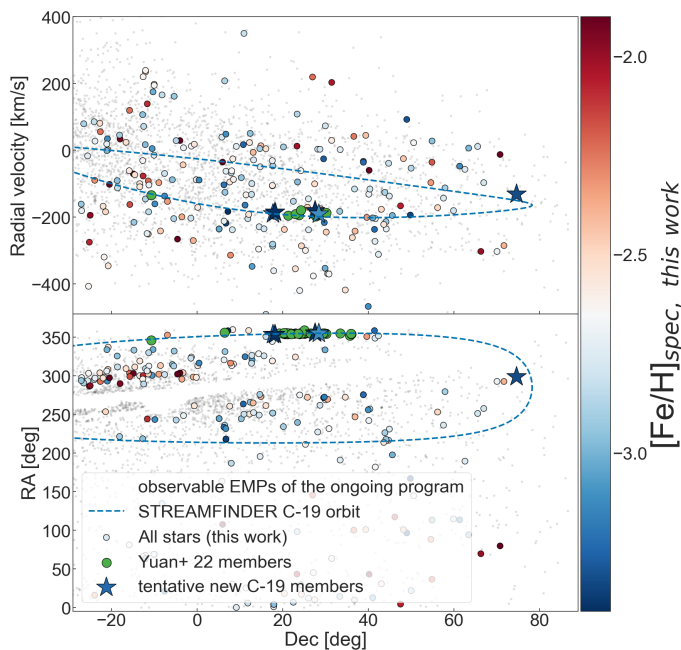 400
200
0
−200
−400
Radial velocity [km/s]
350
300
250
200
150
100
50
0
RA [deg]
observable EMPs of the ongoing program
STREAMFINDER C-19 orbit
All stars (this work)
Yuan+ 22 members
tentative new C-19 members
−20 0 20 40 60 80
Dec [deg]
−2.0
−2.5
−3.0
[Fe/H]spec, this work